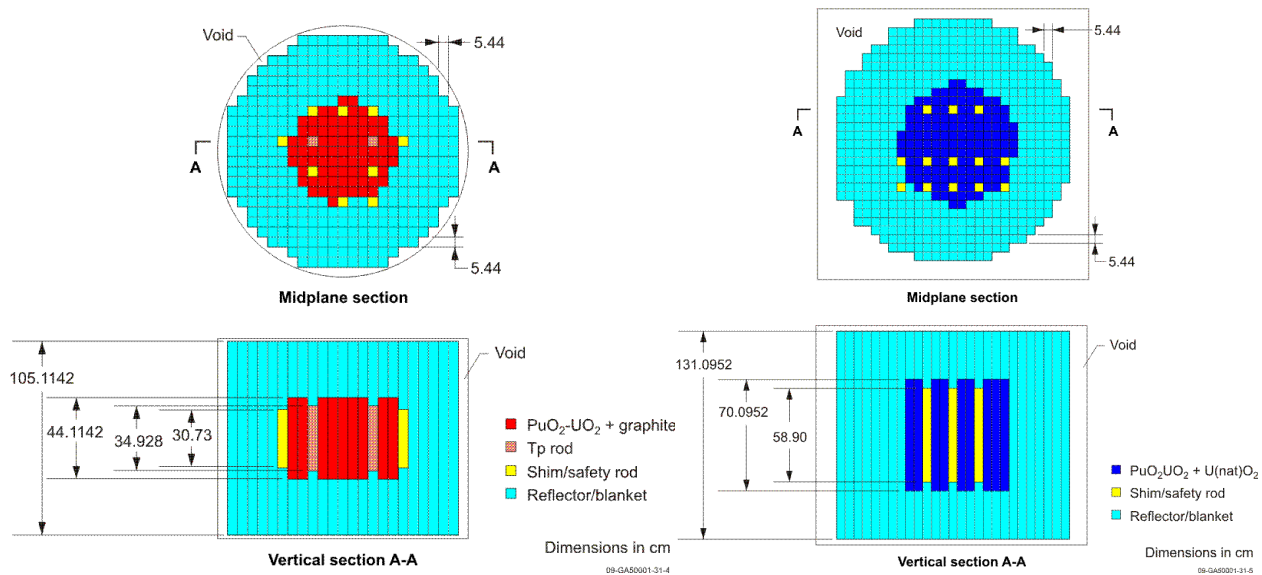 Void
5.44
A
A
5.44
Midplane section
105.1142
44.1142
34.928
30.73
Void
PuO₂-UO₂ + graphite
Tp rod
Shim/safety rod
Reflector/blanket
Vertical section A-A
Dimensions in cm
09-GA50001-31-4
Void
5.44
A
A
5.44
Midplane section
131.0952
70.0952
58.90
Void
PuO₂UO₂ + U(nat)O₂
Shim/safety rod
Reflector/blanket
Vertical section A-A
Dimensions in cm
09-GA50001-31-5